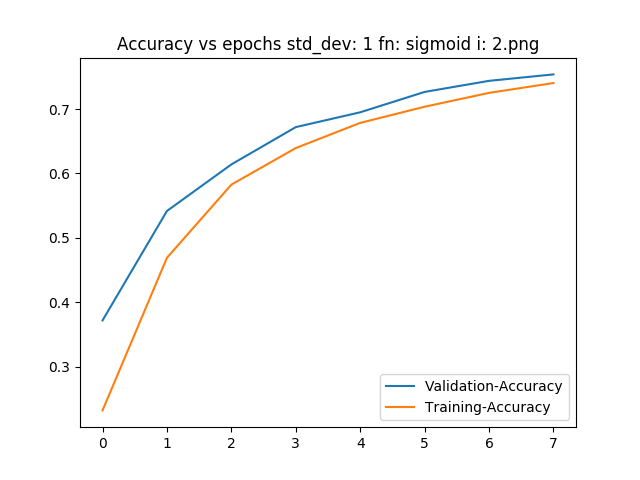 Accuracy vs epochs std_dev: 1 fn: sigmoid i: 2.png
0.7
0.6
0.5
0.4
0.3
Validation-Accuracy
Training-Accuracy
0 1 2 3 4 5 6 7